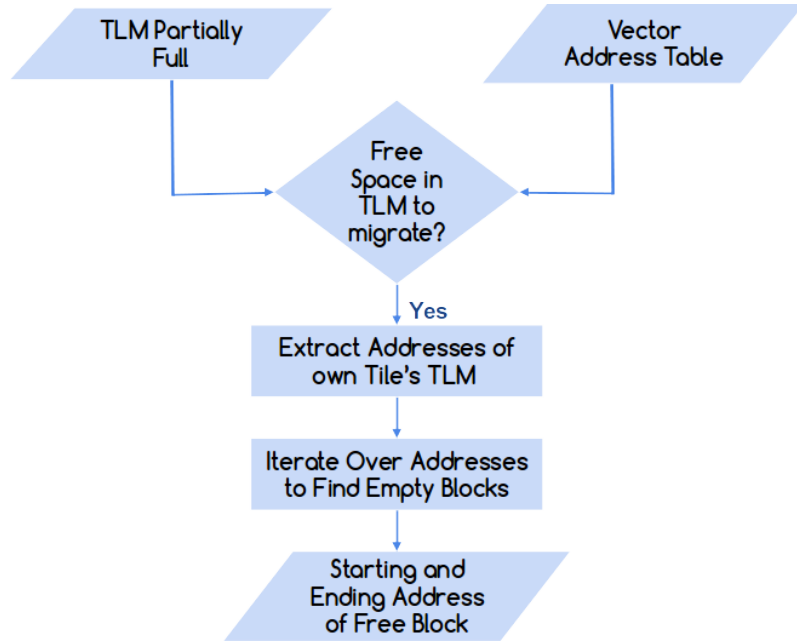 TLM Partially
Full
Vector
Address Table
Free
Space in
TLM to
migrate?
Yes
Extract Addresses of
own Tile's TLM
Iterate Over Addresses
to Find Empty Blocks
Starting and
Ending Address
of Free Block